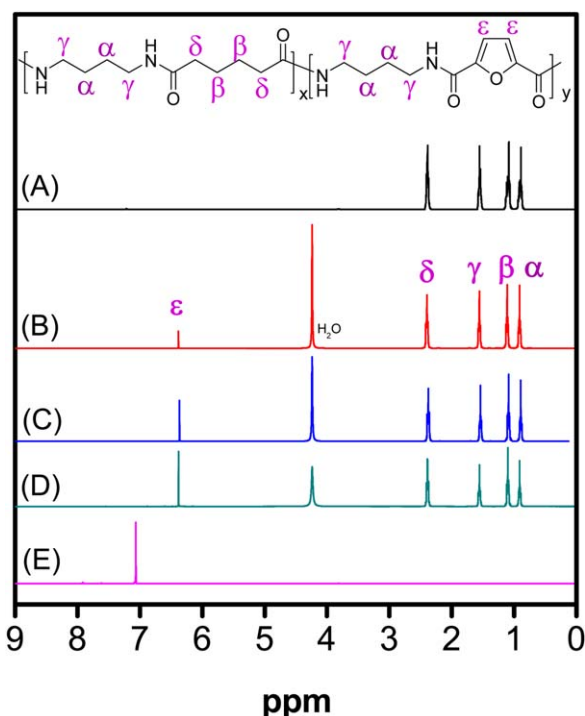 ε ε
γ α H N δ β O γ α H N
N H α γ O β δ x N H α γ O O O y
(A)
(B) ε H₂O δ γ β α
(C)
(D)
(E)
9 8 7 6 5 4 3 2 1 0
ppm